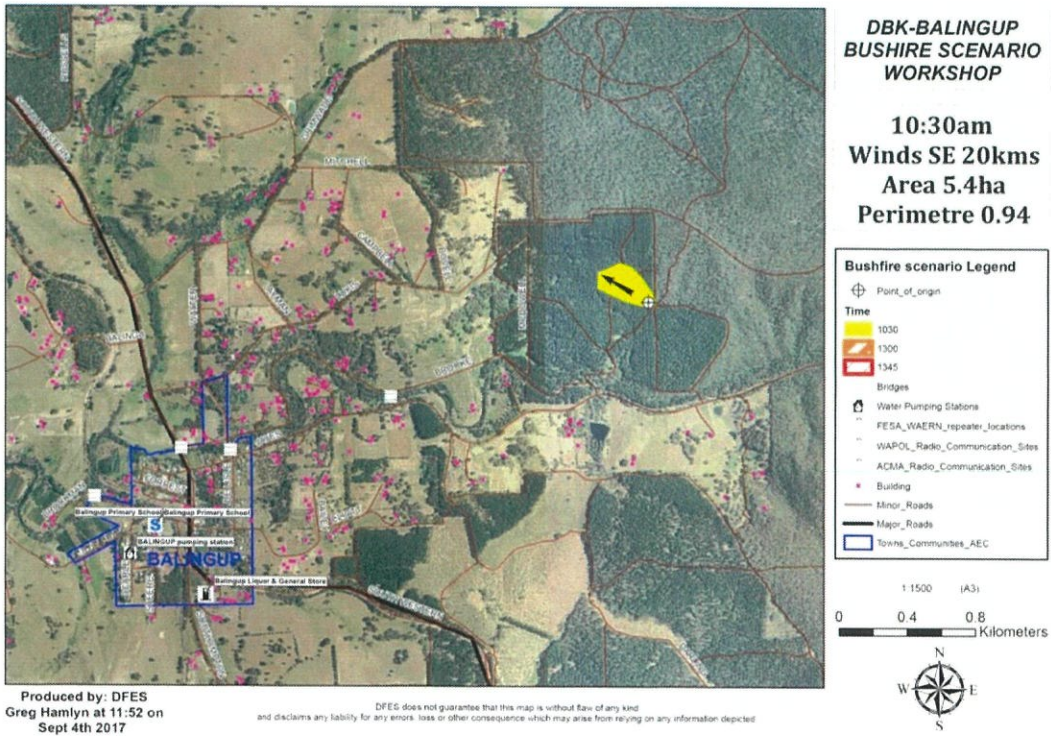 DBK-BALINGUP
BUSHIRE SCENARIO
WORKSHOP
10:30am
Winds SE 20kms
Area 5.4ha
Perimetre 0.94
Bushfire scenario Legend
Point_of_origin
Time
1030
1300
1345
Bridges
Water Pumping Stations
FESA_WAERN_repeater_locations
WAPOL_Radio_Communication_Sites
ACMA_Radio_Communication_Sites
Building
Minor_Roads
Major_Roads
Towns_Communities_AEC
1:1500 (A3)
0 0.4 0.8
Kilometers
N
W E
S
MITCHELL
SOUTH WESTERN
Balingup Primary School Balingup Primary School
S
BALINGUP pumping station
BALINGUP
Balingup Liquor & General Store
SOUTH WESTERN
Produced by: DFES
Greg Hamlyn at 11:52 on
Sept 4th 2017
DFES does not guarantee that this map is without flaw of any kind
and disclaims any liability for any errors, loss or other consequence which may arise from relying on any information depicted